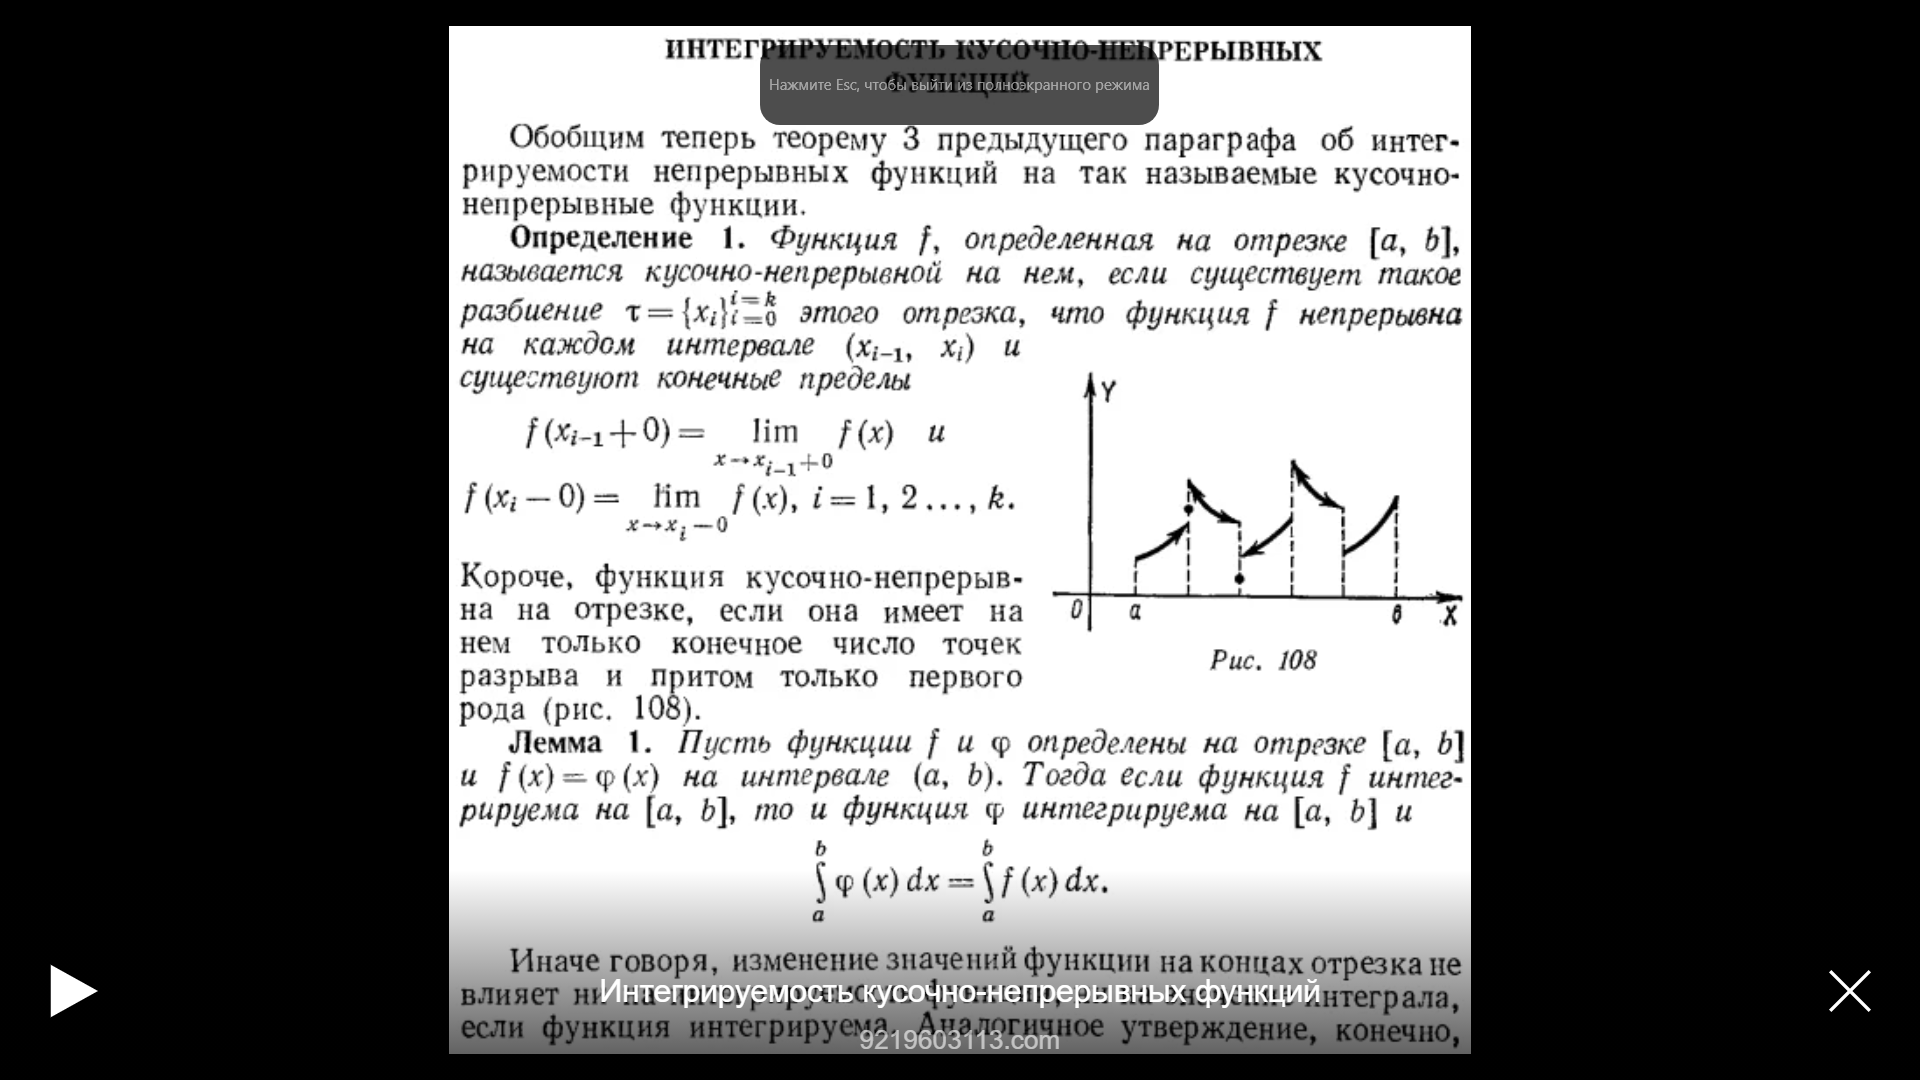 ИНТЕГРИРУЕМОСТЬ КУСОЧНО-НЕПРЕРЫВНЫХ
ФУНКЦИЙ
Нажмите Esc, чтобы выйти из полноэкранного режима
Обобщим теперь теорему 3 предыдущего параграфа об интег-
рируемости непрерывных функций на так называемые кусочно-
непрерывные функции.
Определение 1. Функция f, определенная на отрезке [a, b],
называется кусочно-непрерывной на нем, если существует такое
разбиение τ = {x_i}_{i=0}^{i=k} этого отрезка, что функция f непрерывна
на каждом интервале (x_{i-1}, x_i) и
существуют конечные пределы
f (x_{i-1}+0) = lim_{x→x_{i-1}+0} f (x) и
f (x_i — 0) = lim_{x→x_i—0} f (x), i = 1, 2 ..., k.
Короче, функция кусочно-непрерыв-
на на отрезке, если она имеет на
нем только конечное число точек
разрыва и притом только первого
рода (рис. 108).
Y
0 a в X
Рис. 108
Лемма 1. Пусть функции f и φ определены на отрезке [a, b]
и f (x) = φ (x) на интервале (a, b). Тогда если функция f интег-
рируема на [a, b], то и функция φ интегрируема на [a, b] и
∫_a^b φ (x) dx = ∫_a^b f (x) dx.
Иначе говоря, изменение значений функции на концах отрезка не
влияет ни на интеграла,
Интегрируемость кусочно-непрерывных функций
если функция интегрируема. Аналогичное утверждение, конечно,
9219603113.com